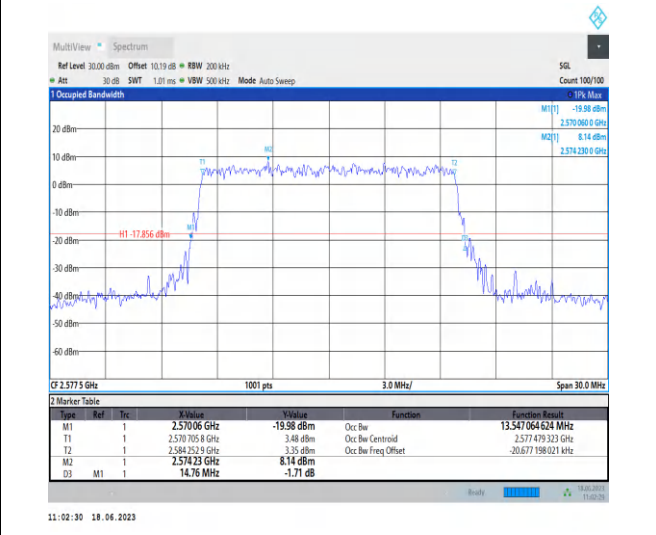 MultiView Spectrum
Ref Level 30.00 dBm Offset 10.19 dB RBW 200 kHz SGL
Att 30 dB SWT 1.01 ms VBW 500 kHz Mode Auto Sweep Count 100/100
1 Occupied Bandwidth 1Pk Max
M1[1] -19.98 dBm
2.570 060 0 GHz
M2[1] 8.14 dBm
2.574 230 0 GHz
20 dBm
M2
10 dBm
T1 T2
0 dBm
-10 dBm
M1
H1 -17.856 dBm
-20 dBm
-30 dBm
-40 dBm
-50 dBm
-60 dBm
CF 2.577 5 GHz 1001 pts 3.0 MHz/ Span 30.0 MHz
2 Marker Table
Type Ref Trc X-Value Y-Value Function Function Result
M1 1 2.570 06 GHz -19.98 dBm Occ Bw 13.547 064 624 MHz
T1 1 2.570 705 8 GHz 3.48 dBm Occ Bw Centroid 2.577 479 323 GHz
T2 1 2.584 252 9 GHz 3.35 dBm Occ Bw Freq Offset -20.677 198 021 kHz
M2 1 2.574 23 GHz 8.14 dBm
D3 M1 1 14.76 MHz -1.71 dB
Ready 18.06.2023
11:02:30 18.06.2023